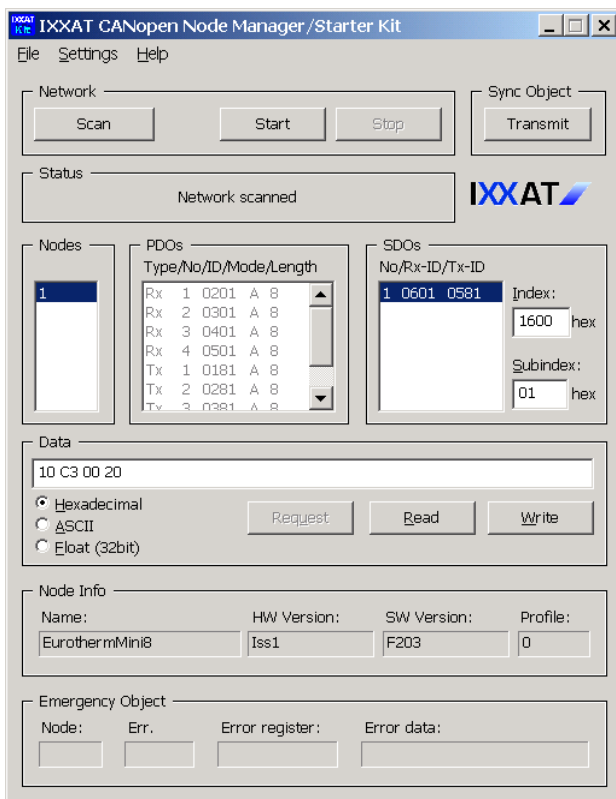 IXXAT Kit IXXAT CANopen Node Manager/Starter Kit
File Settings Help
Network
Scan Start Stop
Sync Object
Transmit
Status
Network scanned
IXXAT
Nodes
1
PDOs
Type/No/ID/Mode/Length
Rx 1 0201 A 8
Rx 2 0301 A 8
Rx 3 0401 A 8
Rx 4 0501 A 8
Tx 1 0181 A 8
Tx 2 0281 A 8
Tx 3 0381 A 8
SDOs
No/Rx-ID/Tx-ID
1 0601 0581
Index:
1600 hex
Subindex:
01 hex
Data
10 C3 00 20
Hexadecimal
ASCII
Float (32bit)
Request Read Write
Node Info
Name: HW Version: SW Version: Profile:
EurothermMini8 Iss1 F203 0
Emergency Object
Node: Err. Error register: Error data: